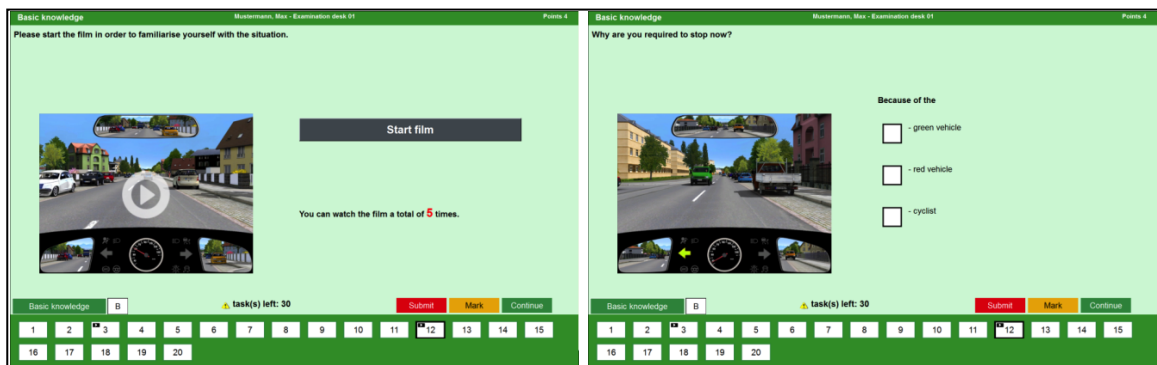 Basic knowledge Mustermann, Max - Examination desk 01 Points 4
Please start the film in order to familiarise yourself with the situation.
Start film
You can watch the film a total of 5 times.
Basic knowledge B task(s) left: 30 Submit Mark Continue
1 2 3 4 5 6 7 8 9 10 11 12 13 14 15
16 17 18 19 20
Basic knowledge Mustermann, Max - Examination desk 01 Points 4
Why are you required to stop now?
Because of the
- green vehicle
- red vehicle
- cyclist
Basic knowledge B task(s) left: 30 Submit Mark Continue
1 2 3 4 5 6 7 8 9 10 11 12 13 14 15
16 17 18 19 20